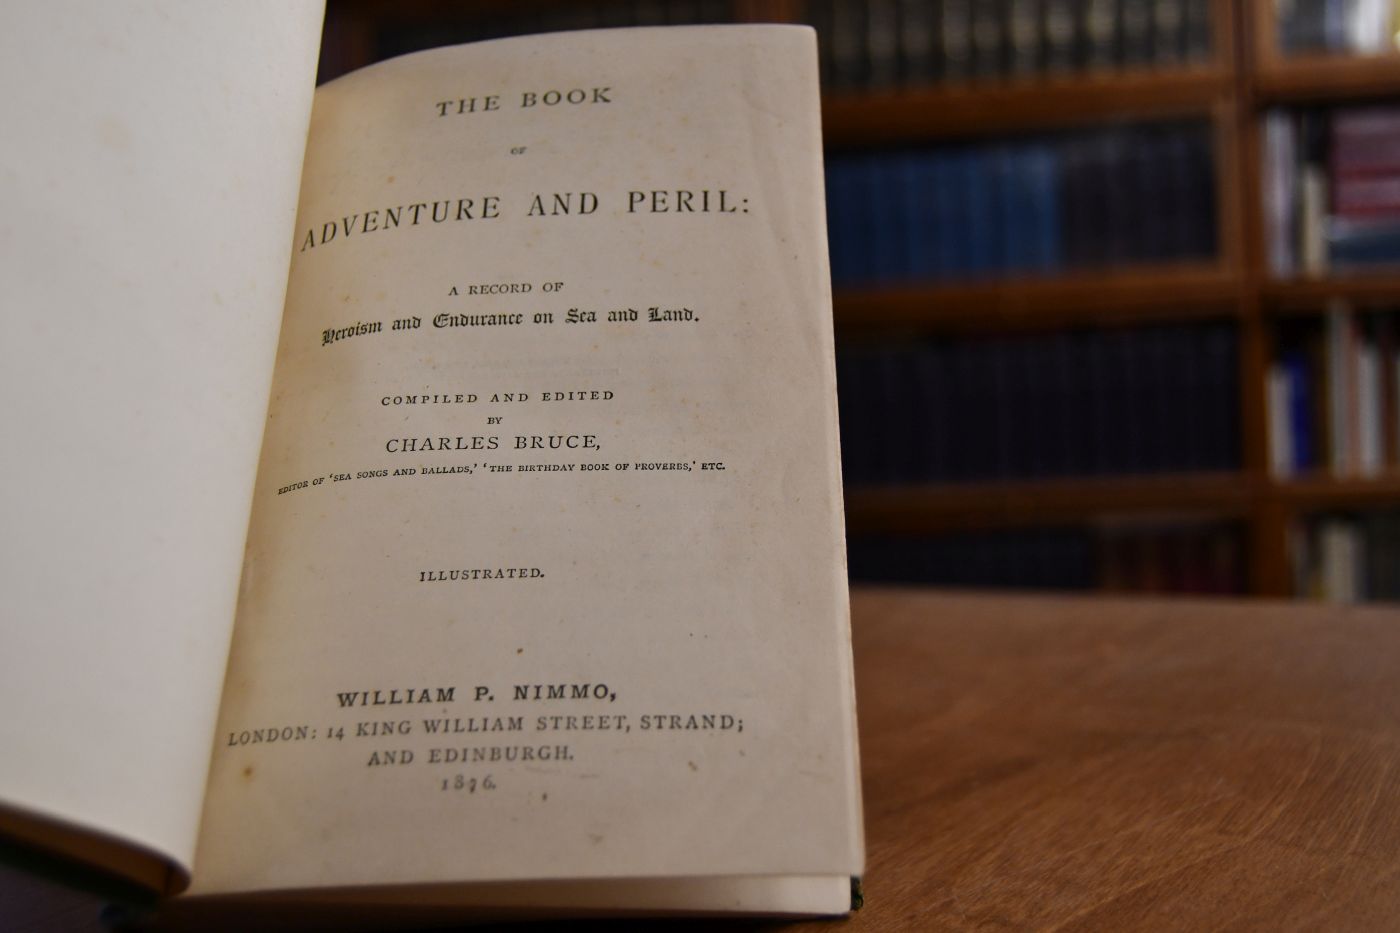 THE BOOK
OF
ADVENTURE AND PERIL:
A RECORD OF
Heroism and Endurance on Sea and Land.
COMPILED AND EDITED
BY
CHARLES BRUCE,
EDITOR OF 'SEA SONGS AND BALLADS,' 'THE BIRTHDAY BOOK OF PROVERBS,' ETC.
ILLUSTRATED.
WILLIAM P. NIMMO,
LONDON: 14 KING WILLIAM STREET, STRAND;
AND EDINBURGH.
1876.